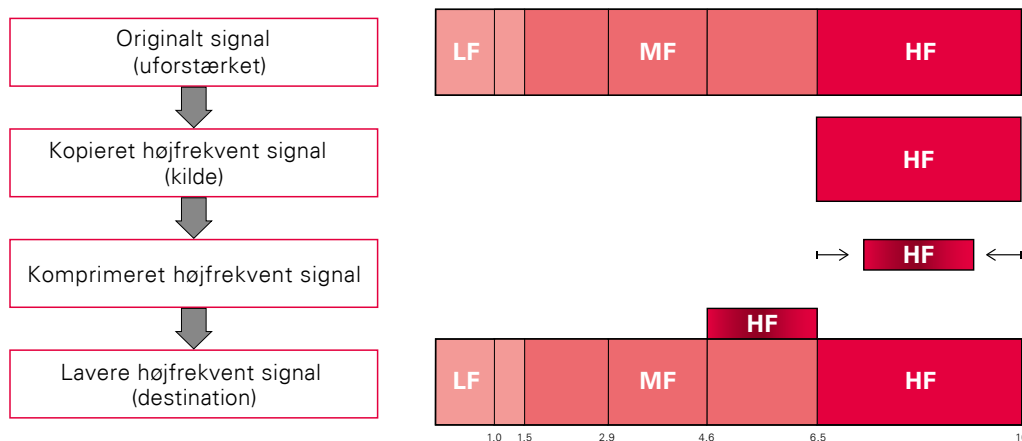 Originalt signal
(uforstærket)
LF
MF
HF
Kopieret højfrekvent signal
(kilde)
HF
Komprimeret højfrekvent signal
HF
HF
Lavere højfrekvent signal
(destination)
LF
MF
HF
1.0
1.5
2.9
4.6
6.5
1